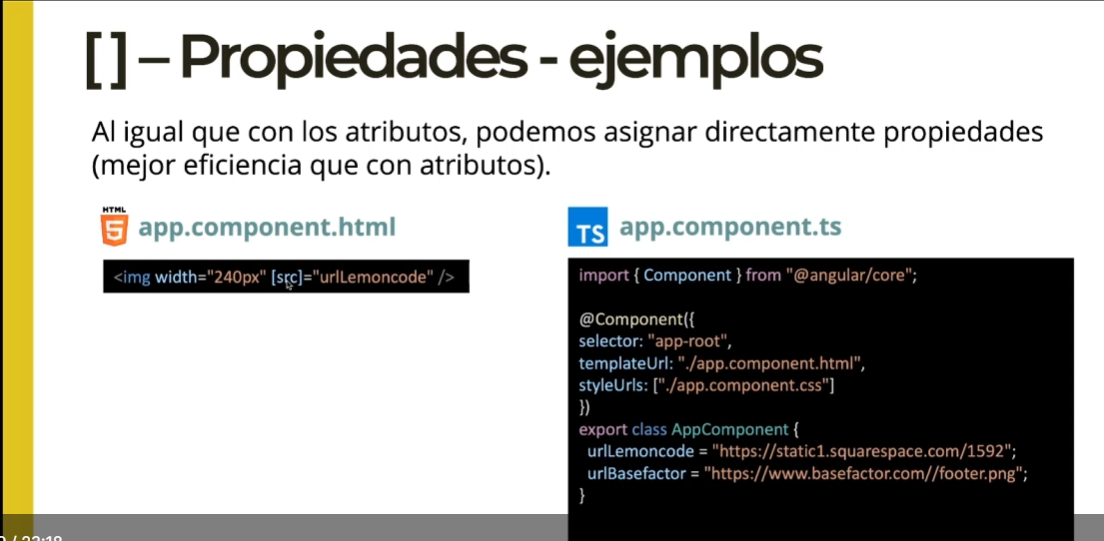 [ ] – Propiedades - ejemplos
Al igual que con los atributos, podemos asignar directamente propiedades
(mejor eficiencia que con atributos).
HTML
5
app.component.html
<img width="240px" [src]="urlLemoncode" />
TS
app.component.ts
import { Component } from "@angular/core";
@Component({
selector: "app-root",
templateUrl: "./app.component.html",
styleUrls: ["./app.component.css"]
})
export class AppComponent {
urlLemoncode = "https://static1.squarespace.com/1592";
urlBasefactor = "https://www.basefactor.com//footer.png";
}